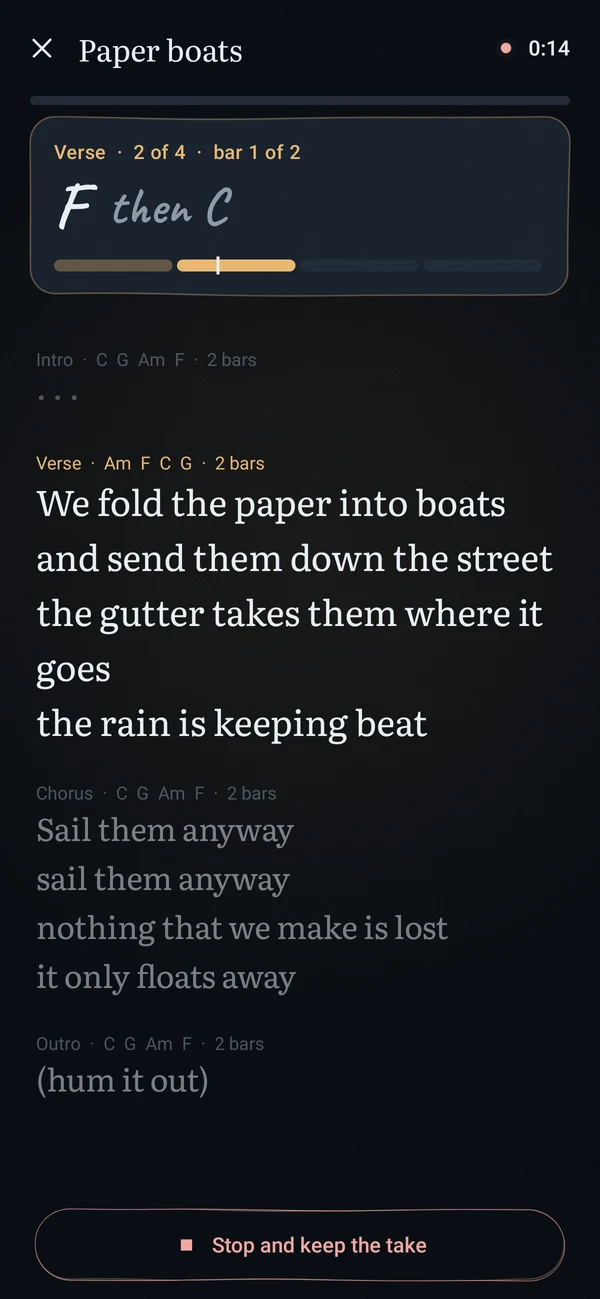 Paper boats
0:14
Verse · 2 of 4 · bar 1 of 2
F then C
Intro · C G Am F · 2 bars
• • •
Verse · Am F C G · 2 bars
We fold the paper into boats
and send them down the street
the gutter takes them where it
goes
the rain is keeping beat
Chorus · C G Am F · 2 bars
Sail them anyway
sail them anyway
nothing that we make is lost
it only floats away
Outro · C G Am F · 2 bars
(hum it out)
Stop and keep the take